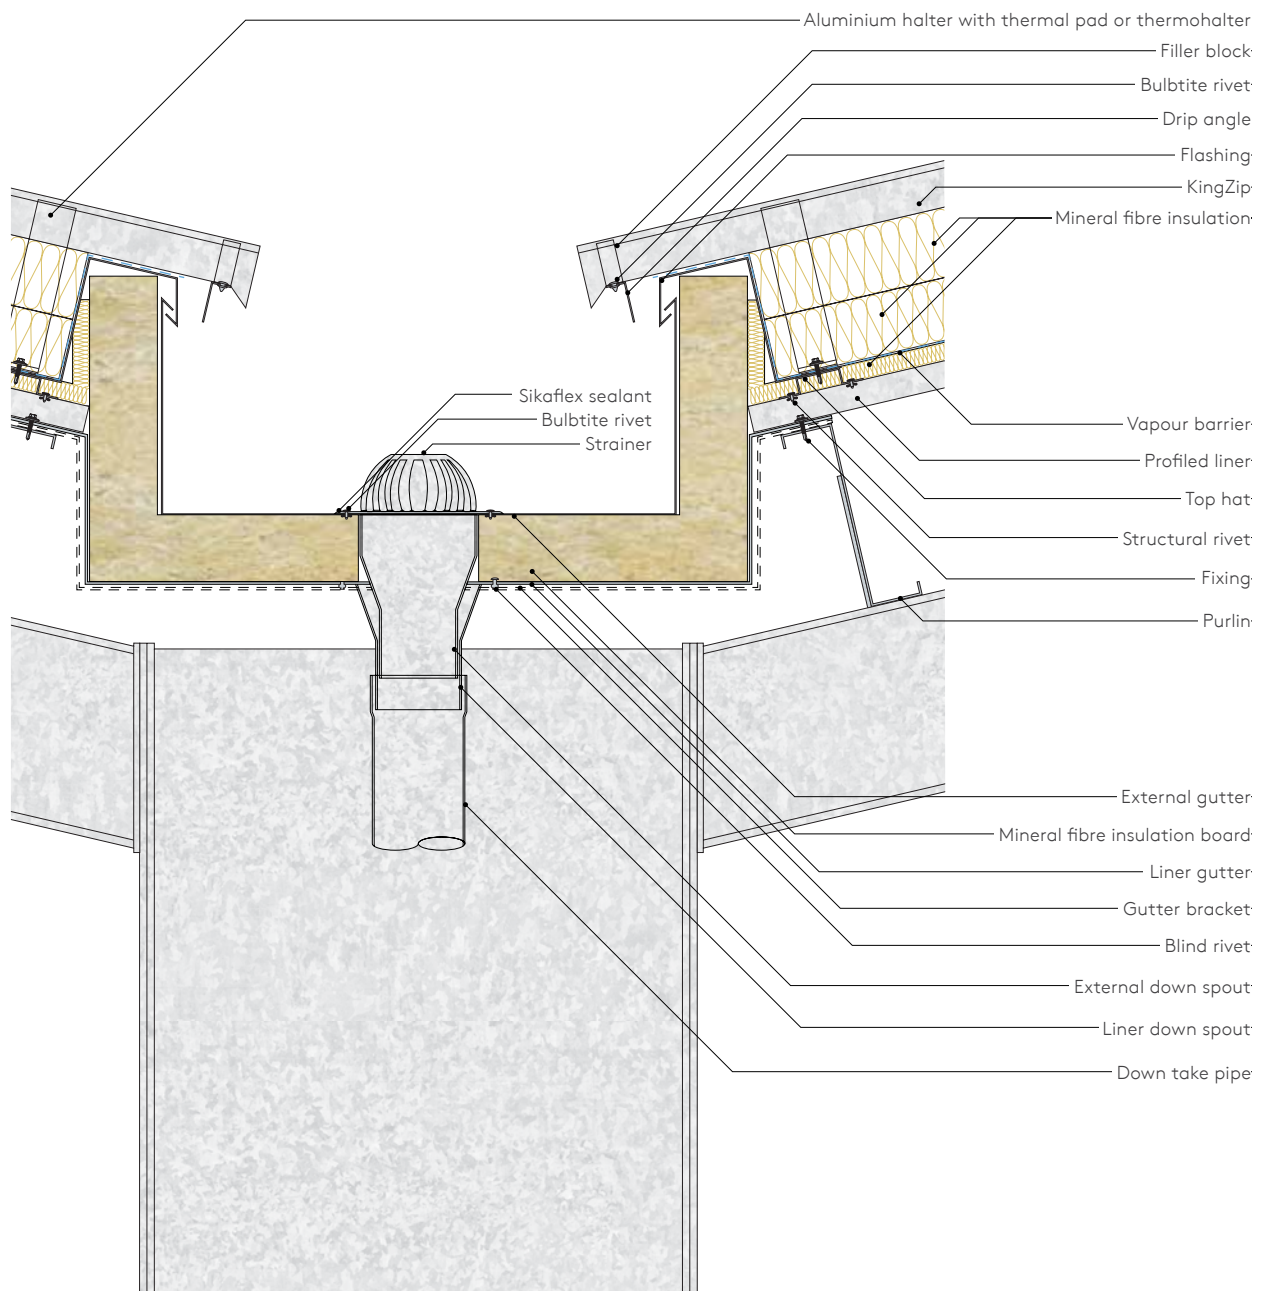 Aluminium halter with thermal pad or thermohalter
Filler block
Bulbtite rivet
Drip angle
Flashing
KingZip
Mineral fibre insulation
Sikaflex sealant
Bulbtite rivet
Strainer
Vapour barrier
Profiled liner
Top hat
Structural rivet
Fixing
Purlin
External gutter
Mineral fibre insulation board
Liner gutter
Gutter bracket
Blind rivet
External down spout
Liner down spout
Down take pipe